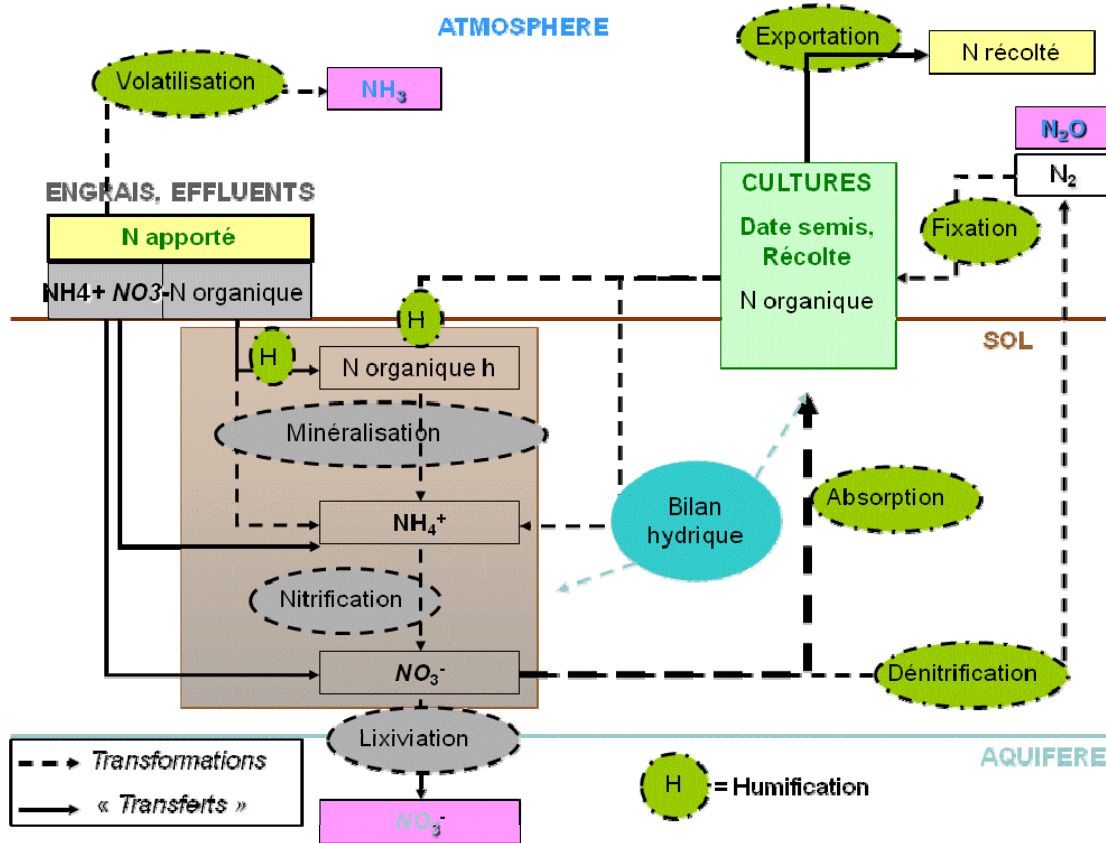 ATMOSPHERE
Exportation
N récolté
Volatilisation
NH₃
N₂O
N₂
ENGRAIS, EFFLUENTS
CULTURES
N apporté
Date semis,
Récolte
Fixation
NH4+ NO3-N organique
N organique
H
SOL
H
N organique h
Minéralisation
Absorption
Bilan
hydrique
NH₄⁺
Nitrification
NO₃⁻
Dénitrification
Lixiviation
AQUIFERE
Transformations
« Transferts »
H = Humification
NO₃⁻